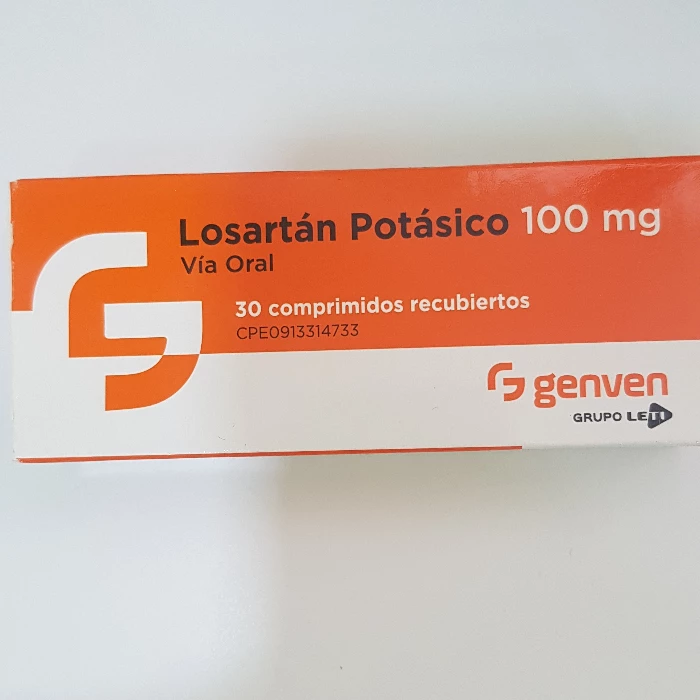 Losartán Potásico 100 mg
Vía Oral
30 comprimidos recubiertos
CPE0913314733
genven
GRUPO LETI